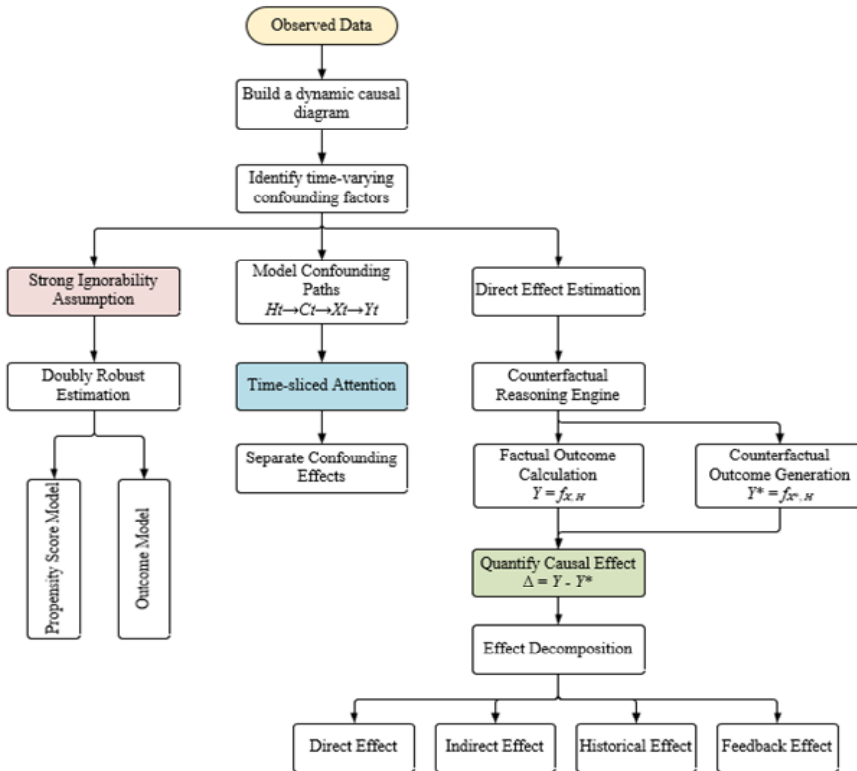 Observed Data
Build a dynamic causal
diagram
Identify time-varying
confounding factors
Strong Ignorability
Assumption
Model Confounding
Paths
Ht→Ct→Xt→Yt
Direct Effect Estimation
Doubly Robust
Estimation
Time-sliced Attention
Counterfactual
Reasoning Engine
Propensity Score Model
Outcome Model
Separate Confounding
Effects
Factual Outcome
Calculation
Y = fx, H
Counterfactual
Outcome Generation
Y* = fx*, H
Quantify Causal Effect
Δ = Y - Y*
Effect Decomposition
Direct Effect
Indirect Effect
Historical Effect
Feedback Effect